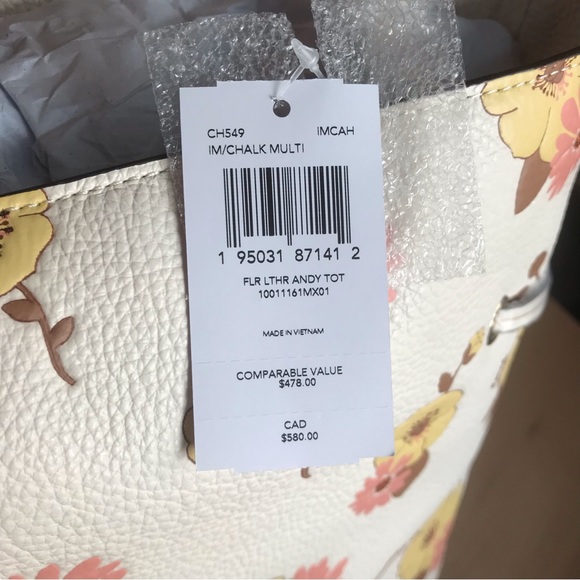 CH549 IMCAH
IM/CHALK MULTI
1 95031 87141 2
FLR LTHR ANDY TOT
10011161MX01
MADE IN VIETNAM
COMPARABLE VALUE
$478.00
CAD
$580.00